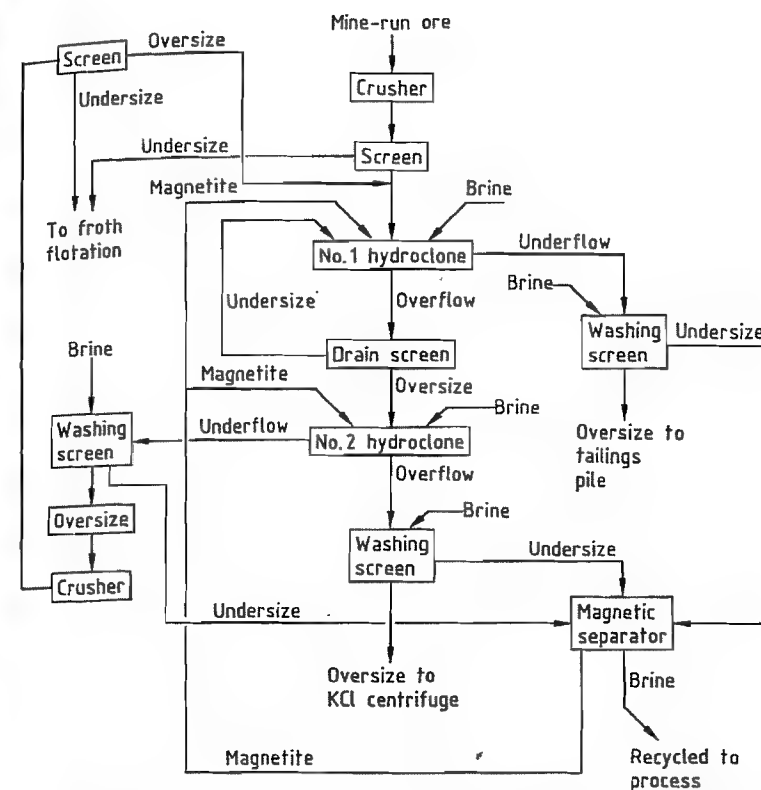 Mine-run ore
Oversize
Screen
Crusher
Undersize
Undersize
Screen
Magnetite
Brine
To froth
flotation
No.1 hydroclone
Underflow
Undersize
Overflow
Brine
Washing
screen
Undersize
Brine
Drain screen
Magnetite
Oversize
Brine
Washing
screen
Underflow
No.2 hydroclone
Oversize to
tailings
pile
Overflow
Oversize
Brine
Washing
screen
Undersize
Crusher
Undersize
Magnetic
separator
Oversize to
KCl centrifuge
Brine
Magnetite
Recycled to
process